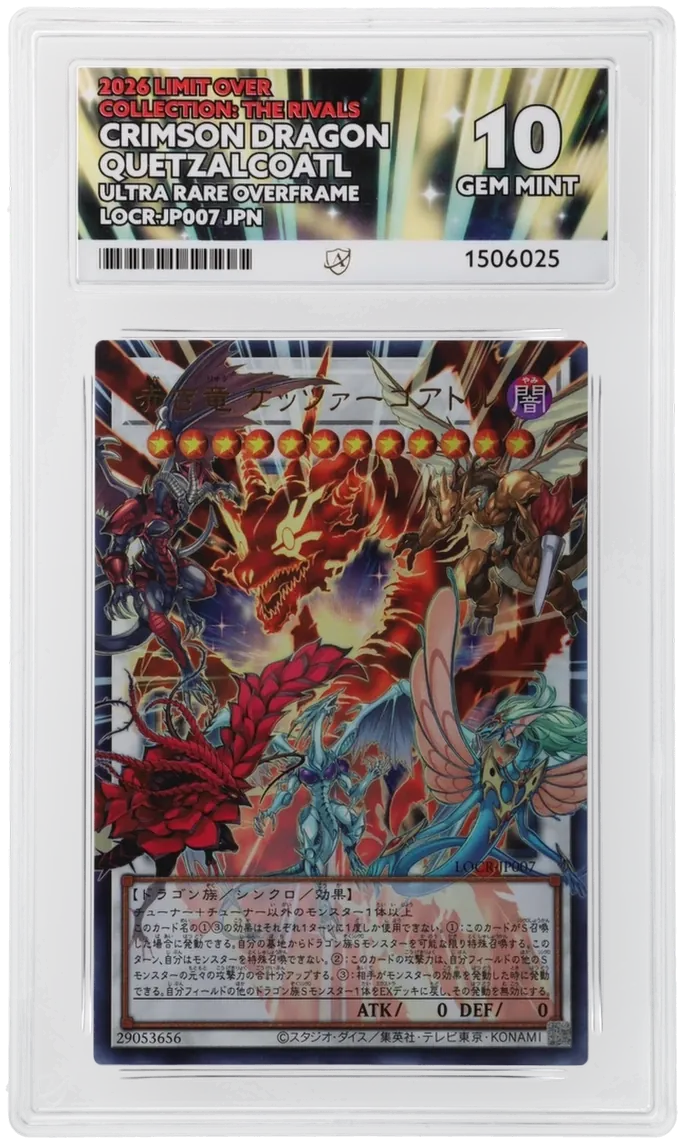 2026 LIMIT OVER
COLLECTION: THE RIVALS
CRIMSON DRAGON
QUETZALCOATL
ULTRA RARE OVERFRAME
LOCR-JP007 JPN
10
GEM MINT
1506025
赤き竜 ケッツァーコアトル
闇
やみ
LOCR-JP007
【ドラゴン族/シンクロ/効果】
チューナー+チューナー以外のモンスター1体以上
このカード名の①③の効果はそれぞれ1ターンに1度しか使用できない。①:このカードがS召喚
した場合に発動できる。自分の墓地からドラゴン族Sモンスターを可能な限り特殊召喚する。この
ターン、自分はモンスターを特殊召喚できない。②:このカードの攻撃力は、自分フィールドの他のS
モンスターの元々の攻撃力の合計分アップする。③:相手がモンスターの効果を発動した時に発動
できる。自分フィールドの他のドラゴン族Sモンスター1体をEXデッキに戻し、その発動を無効にする。
ATK/ 0 DEF/ 0
29053656
©スタジオ・ダイス/集英社・テレビ東京・KONAMI